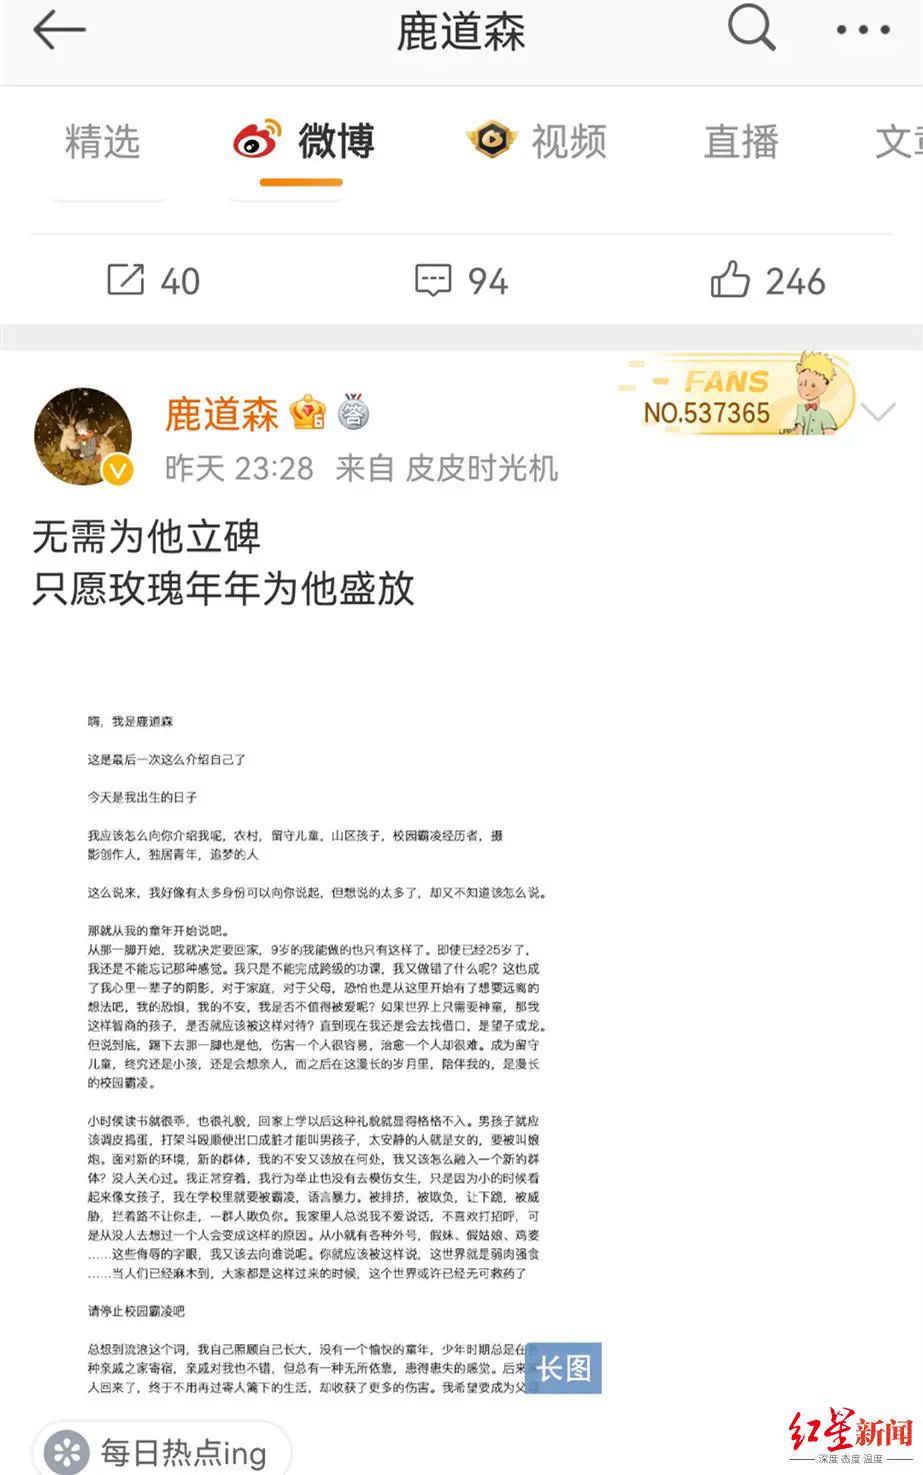 鹿道森
精选 微博 视频 直播 文章
40 94 246
FANS
鹿道森
NO.537365
昨天 23:28 来自 皮皮时光机
无需为他立碑
只愿玫瑰年年为他盛放
嗨，我是鹿道森
这是最后一次这么介绍自己了
今天是我出生的日子
我应该怎么向你介绍我呢，农村，留守儿童，山区孩子，校园霸凌经历者，摄
影创作人，独居青年，追梦的人
这么说来，我好像有太多身份可以向你说起，但想说的太多了，却又不知道该怎么说。
那就从我的童年开始说吧。
从那一脚开始，我就决定要回家，9岁的我能做的也只有这样了。即使已经25岁了，
我还是不能忘记那种感觉。我只是不能完成跨级的功课，我又做错了什么呢？这也成
了我心里一辈子的阴影，对于家庭，对于父母，恐怕也是从这里开始有了想要远离的
想法吧，我的恐惧，我的不安，我是否不值得被爱呢？如果世界上只需要神童，那我
这样智商的孩子，是否就应该被这样对待？直到现在我还是会去找借口，是望子成龙。
但说到底，踢下去那一脚也是他，伤害一个人很容易，治愈一个人却很难。成为留守
儿童，终究还是小孩，还是会想亲人，而之后在这漫长的岁月里，陪伴我的，是漫长
的校园霸凌。
小时候读书就很乖，也很礼貌，回家上学以后这种礼貌就显得格格不入。男孩子就应
该调皮捣蛋，打架斗殴顺便出口成脏才能叫男孩子，太安静的人就是女的，要被叫娘
炮。面对新的环境，新的群体，我的不安又该放在何处，我又该怎么融入一个新的群
体？没人关心过。我正常穿着，我行为举止也没有去模仿女生，只是因为小的时候看
起来像女孩子，我在学校里就要被霸凌，语言暴力。被排挤，被欺负，让下跪，被威
胁，拦着路不让你走，一群人欺负你。我家里人总说我不爱说话，不喜欢打招呼，可
是从没人去想过一个人会变成这样的原因。从小就有各种外号，假妹、假姑娘、鸡婆
……这些侮辱的字眼，我又该去向谁说呢。你就应该被这样说，这世界就是弱肉强食
……当人们已经麻木到，大家都是这样过来的时候，这个世界或许已经无可救药了
请停止校园霸凌吧
总想到流浪这个词，我自己照顾自己长大，没有一个愉快的童年，少年时期总是在各
种亲戚之家寄宿，亲戚对我也不错，但总有一种无所依靠，患得患失的感觉。后来
人回来了，终于不用再过寄人篱下的生活，却收获了更多的伤害。我希望要成为父
长图
每日热点ing
红星新闻
深度 态度 温度